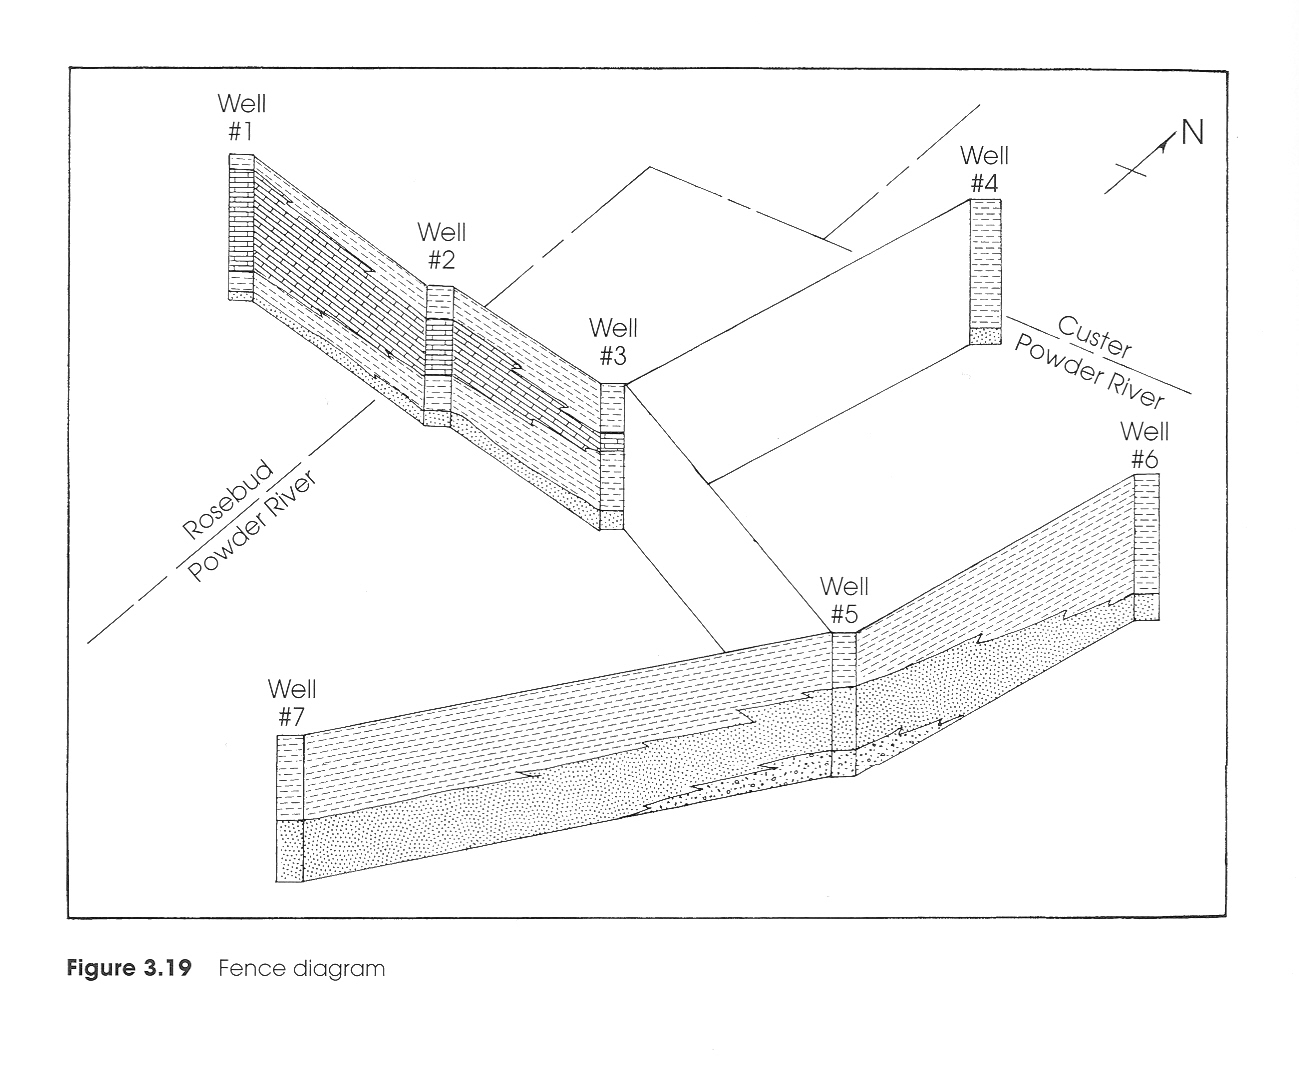 Well
#1
N
Well
#4
Well
#2
Well
#3
Custer
Powder River
Well
#6
Rosebud
Powder River
Well
#5
Well
#7
Figure 3.19 Fence diagram